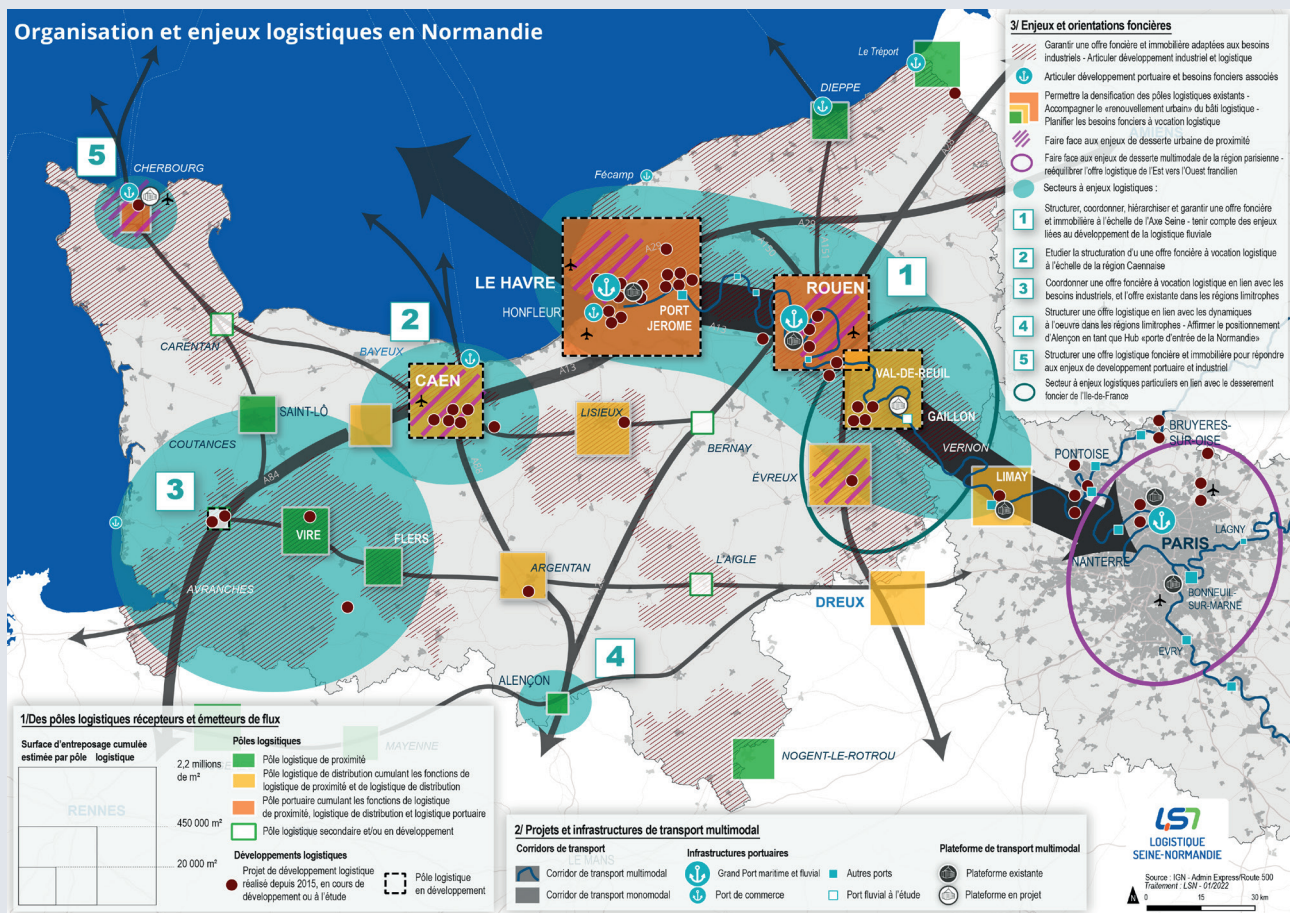 Organisation et enjeux logistiques en Normandie
3/ Enjeux et orientations foncières
Garantir une offre foncière et immobilière adaptées aux besoins
industriels - Articuler développement industriel et logistique
Articuler développement portuaire et besoins fonciers associés
Permettre la densification des pôles logistiques existants -
Accompagner le «renouvellement urbain» du bâti logistique -
Planifier les besoins fonciers à vocation logistique
Faire face aux enjeux de desserte urbaine de proximité
Faire face aux enjeux de desserte multimodale de la région parisienne -
reéquilibrer l'offre logistique de l'Est vers l'Ouest francilien
Secteurs à enjeux logistiques :
1
Structurer, coordonner, hiérarchiser et garantir une offre foncière
et immobilière à l'échelle de l'Axe Seine - tenir compte des enjeux
liées au développement de la logistique fluviale
2
Etudier la structuration d'u une offre foncière à vocation logistique
à l'échelle de la région Caennaise
3
Coordonner une offre foncière à vocation logistique en lien avec les
besoins industriels, et l'offre existante dans les régions limitrophes
4
Structurer une offre logistique en lien avec les dynamiques
à l'oeuvre dans les régions limitrophes - Affirmer le positionnement
d'Alençon en tant que Hub «porte d'entrée de la Normandie»
5
Structurer une offre logistique foncière et immobilière pour répondre
aux enjeux de developpement portuaire et industriel
Secteur à enjeux logistiques particuliers en lien avec le desserement
foncier de l'Ile-de-France
AMIENS
Le Tréport
DIEPPE
A28
A29
5
CHERBOURG
Fécamp
A29
A29
A151
1
LE HAVRE
ROUEN
HONFLEUR
PORT
JEROME
A13
2
CARENTAN
BAYEUX
A13
CAEN
VAL-DE-REUIL
SAINT-LÔ
LISIEUX
GAILLON
COUTANCES
BERNAY
VERNON
BRUYERES-
SUR-OISE
PONTOISE
ÉVREUX
LIMAY
3
A84
A88
VIRE
FLERS
LAGNY
PARIS
NANTERRE
ARGENTAN
L'AIGLE
AVRANCHES
DREUX
BONNEUIL-
SUR-MARNE
4
EVRY
ALENÇON
NOGENT-LE-ROTROU
MAYENNE
RENNES
LE MANS
1/Des pôles logistiques récepteurs et émetteurs de flux
Surface d'entreposage cumulée
estimée par pôle logistique
2,2 millions
de m²
450 000 m²
20 000 m²
Pôles logsitiques
Pôle logistique de proximité
Pôle logistique de distribution cumulant les fonctions de
logistique de proximité et de logistique de distribution
Pôle portuaire cumulant les fonctions de logistique
de proximité, logistique de distribution et logistique portuaire
Pôle logistique secondaire et/ou en développement
Développements logistiques
Projet de développement logistique
réalisé depuis 2015, en cours de
développement ou à l'étude
Pôle logistique
en développement
2/ Projets et infrastructures de transport multimodal
Corridors de transport
Corridor de transport multimodal
Corridor de transport monomodal
Infrastructures portuaires
Grand Port maritime et fluvial
Port de commerce
Autres ports
Port fluvial à l'étude
Plateforme de transport multimodal
Plateforme existante
Plateforme en projet
LSN
LOGISTIQUE
SEINE-NORMANDIE
Source : IGN - Admin Express/Route 500
Traitement : LSN - 01/2022
N
0 15 30 km